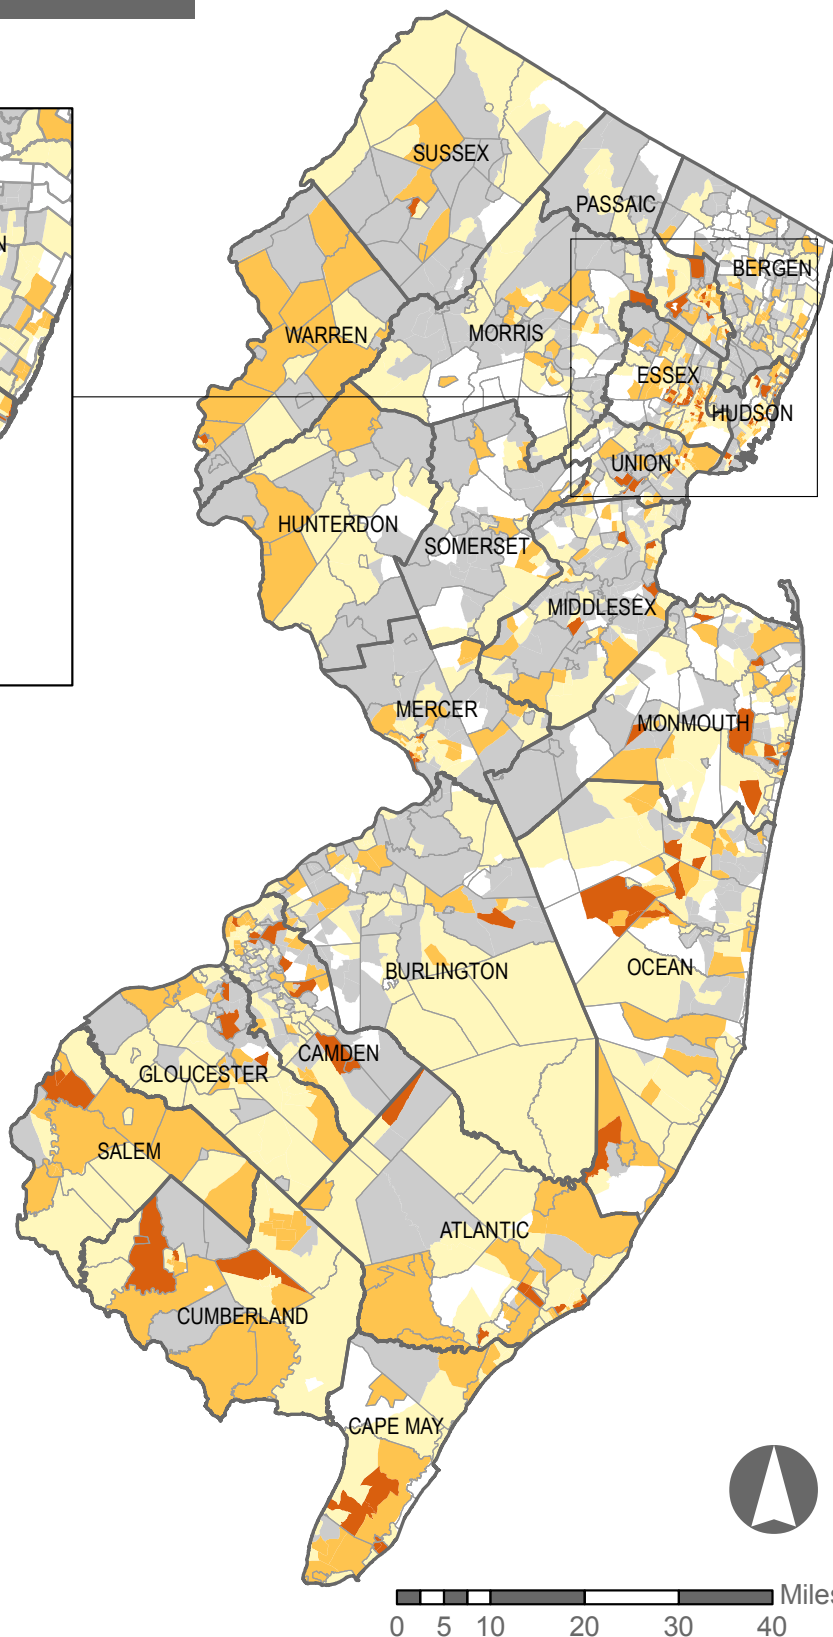 SUSSEX
PASSAIC
N
BERGEN
WARREN
MORRIS
ESSEX
HUDSON
UNION
HUNTERDON
SOMERSET
MIDDLESEX
MERCER
MONMOUTH
BURLINGTON
OCEAN
CAMDEN
GLOUCESTER
SALEM
ATLANTIC
CUMBERLAND
CAPE MAY
Miles
0 5 10 20 30 40